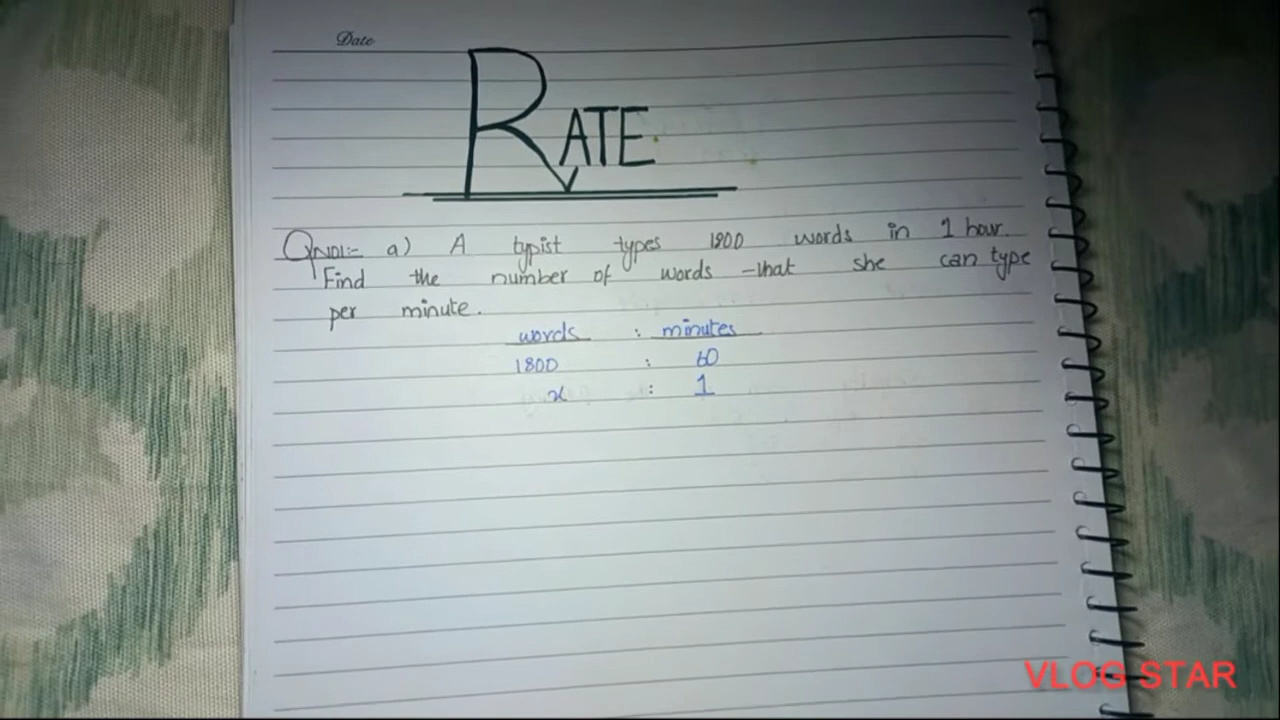 Date
RATE
QNO1:- a) A typist types 1800 words in 1 hour.
Find the number of words that she can type
per minute.
words : minutes
1800 : 60
x : 1
VLOG STAR